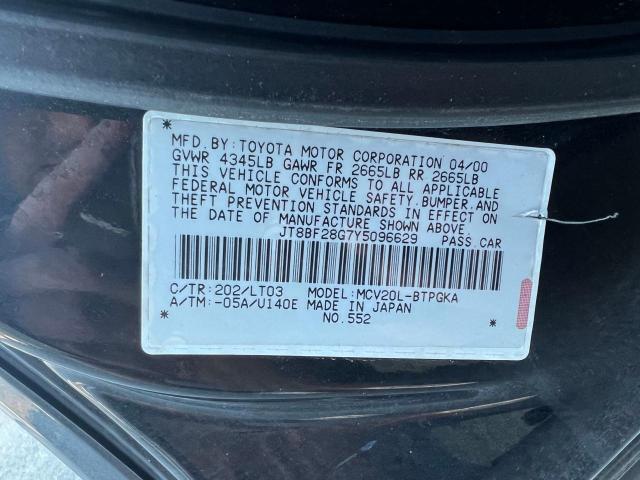 MFD.BY:TOYOTA MOTOR CORPORATION 04/00
GVWR 4345LB GAWR FR 2665LB RR 2665LB
THIS VEHICLE CONFORMS TO ALL APPLICABLE
FEDERAL MOTOR VEHICLE SAFETY,BUMPER,AND
THEFT PREVENTION STANDARDS IN EFFECT ON
THE DATE OF MANUFACTURE SHOWN ABOVE.
JT8BF28G7Y5096629 PASS.CAR
C/TR:202/LT03 MODEL:MCV20L-BTPGKA
A/TM:-05A/U140E MADE IN JAPAN
NO.552